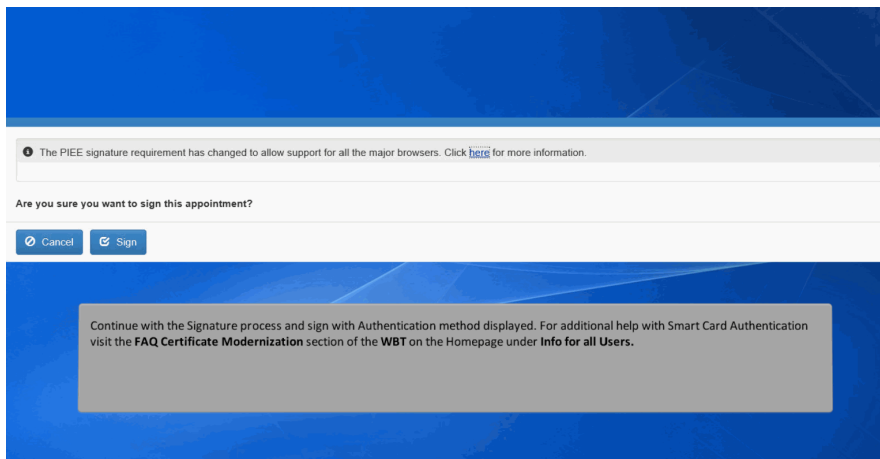 The PIEE signature requirement has changed to allow support for all the major browsers. Click here for more information.
Are you sure you want to sign this appointment?
Cancel Sign
Continue with the Signature process and sign with Authentication method displayed. For additional help with Smart Card Authentication
visit the FAQ Certificate Modernization section of the WBT on the Homepage under Info for all Users.